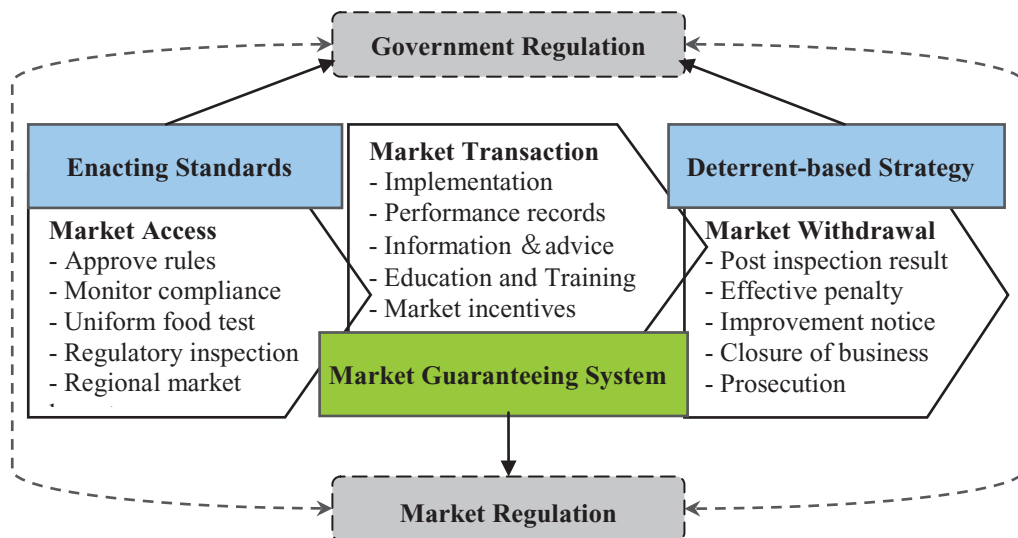 Government Regulation
Enacting Standards
Market Access
- Approve rules
- Monitor compliance
- Uniform food test
- Regulatory inspection
- Regional market
Market Transaction
- Implementation
- Performance records
- Information & advice
- Education and Training
- Market incentives
Market Guaranteeing System
Deterrent-based Strategy
Market Withdrawal
- Post inspection result
- Effective penalty
- Improvement notice
- Closure of business
- Prosecution
Market Regulation